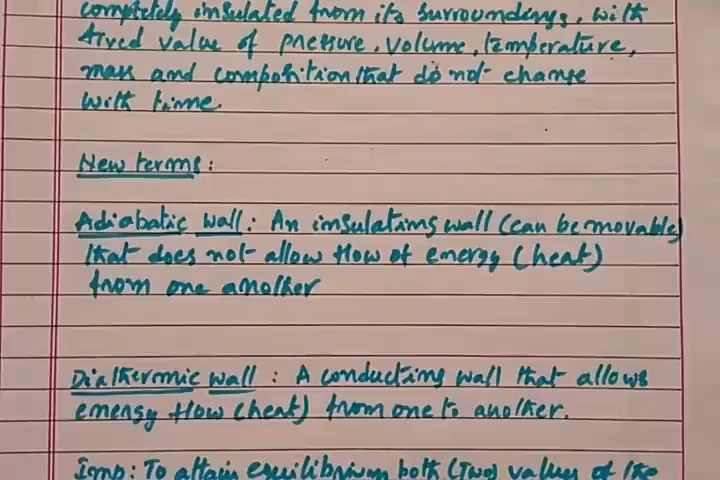 completely insulated from its surroundings, with
fixed value of pressure, volume, temperature,
mass and composition that do not change
with time.
New terms:
Adiabatic wall: An insulating wall (can be movable)
that does not allow flow of energy (heat)
from one another
Diathermic wall: A conducting wall that allows
energy flow (heat) from one to another.
Imp: To attain equilibrium both (Two) values of the